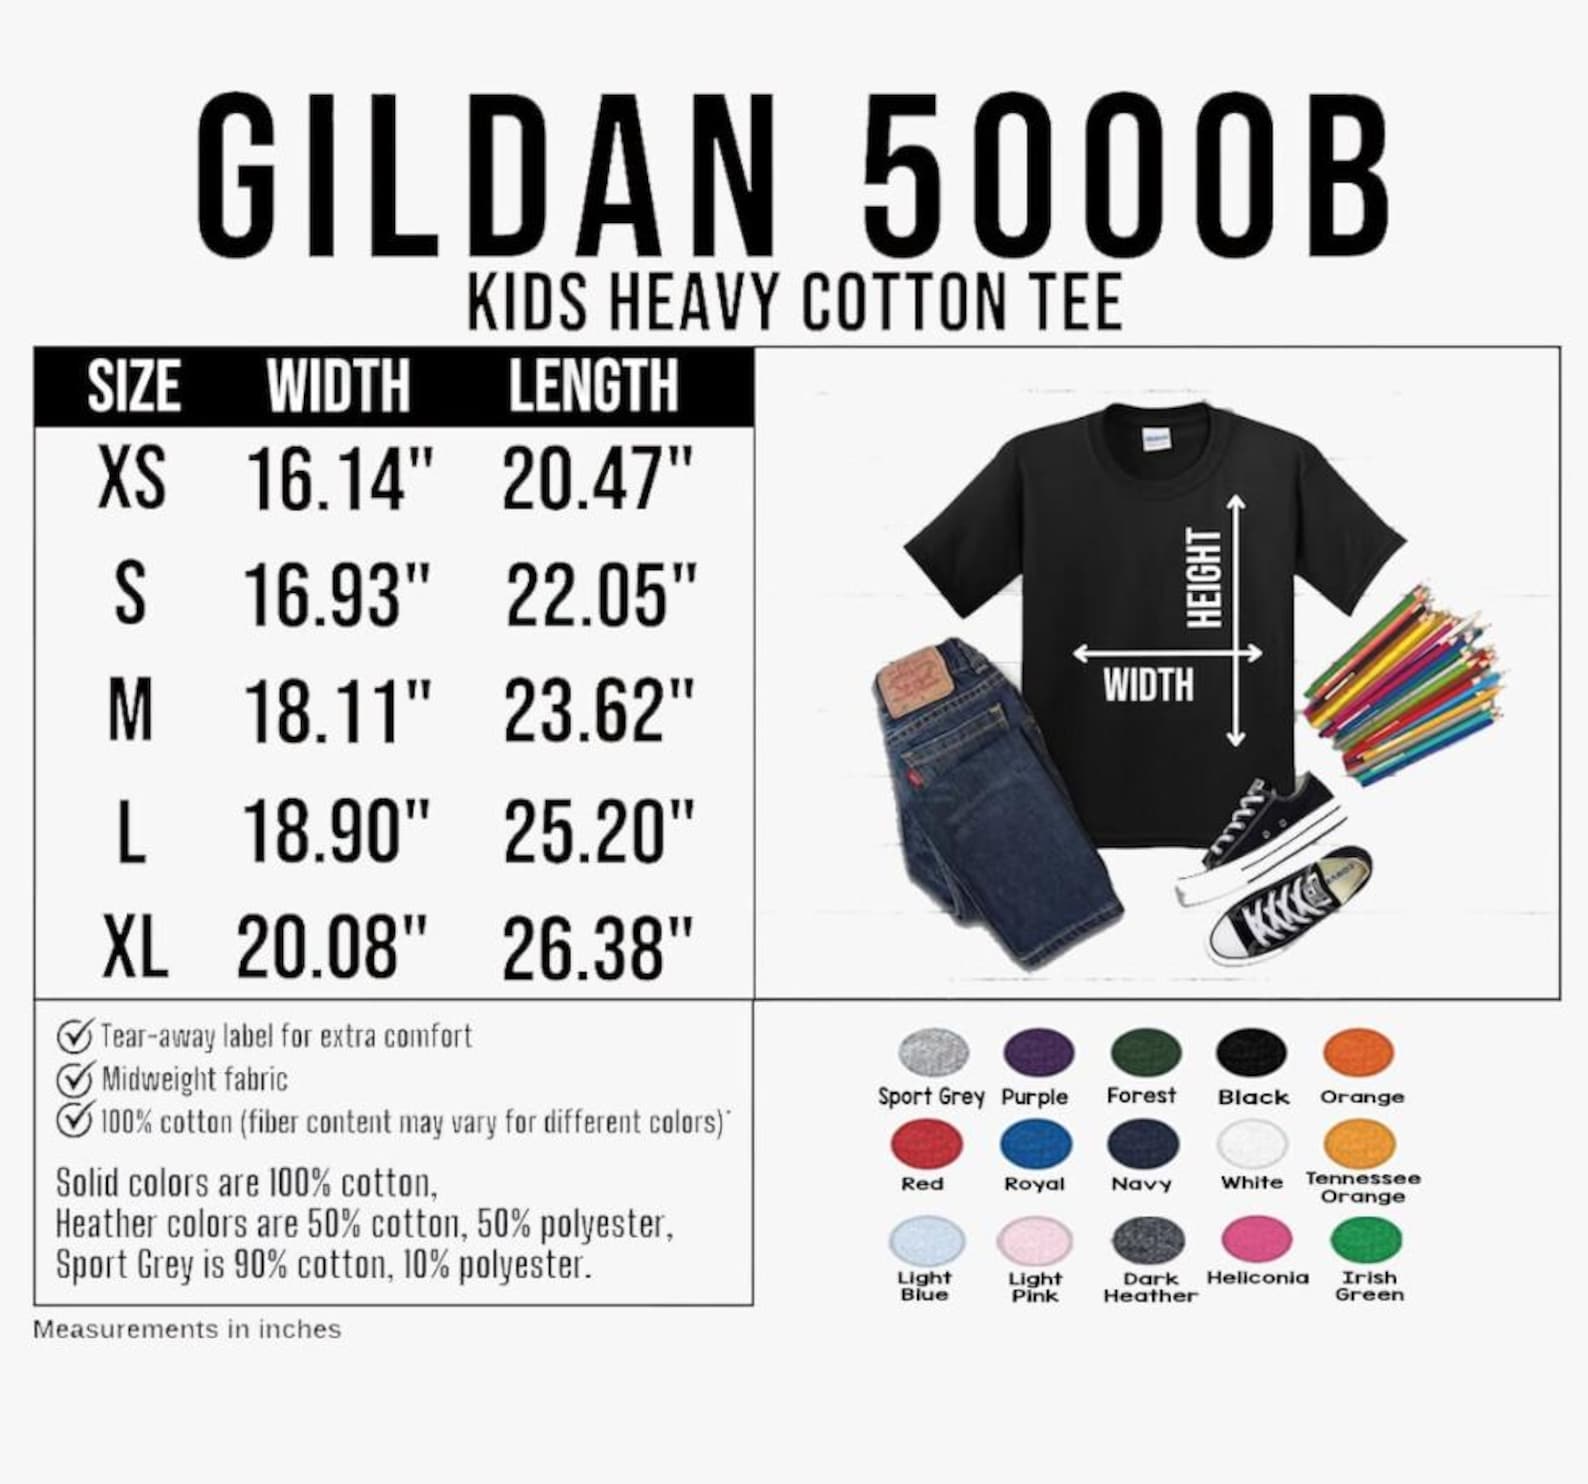 GILDAN 5000B
KIDS HEAVY COTTON TEE
SIZE WIDTH LENGTH
XS 16.14" 20.47"
S 16.93" 22.05"
M 18.11" 23.62"
L 18.90" 25.20"
XL 20.08" 26.38"
HEIGHT
WIDTH
Tear-away label for extra comfort
Midweight fabric
100% cotton (fiber content may vary for different colors)*
Solid colors are 100% cotton,
Heather colors are 50% cotton, 50% polyester,
Sport Grey is 90% cotton, 10% polyester.
Measurements in inches
Sport Grey Purple Forest Black Orange
Red Royal Navy White Tennessee
Orange
Light Light Dark Heliconia Irish
Blue Pink Heather Green